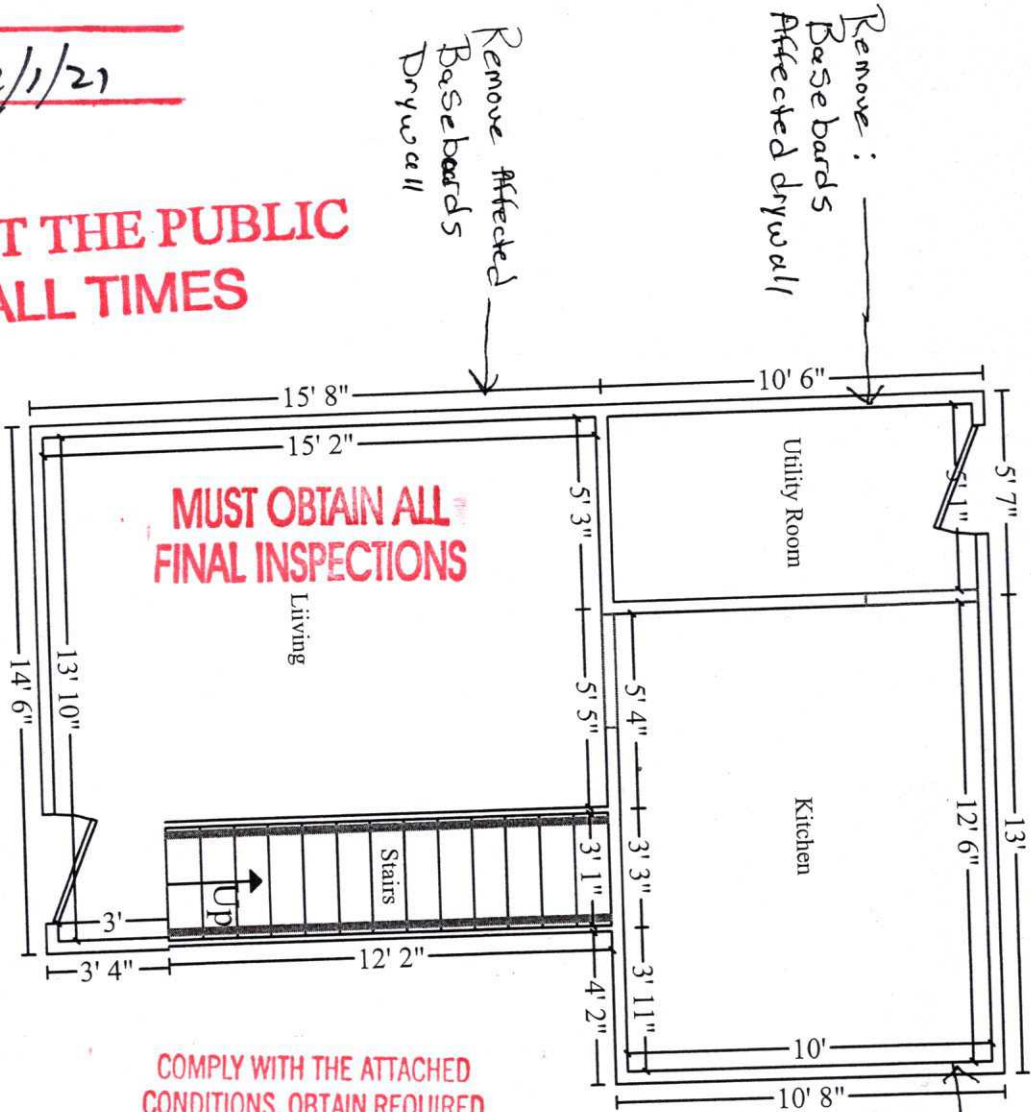 /1/21
T THE PUBLIC
ALL TIMES
Remove Affected
Baseboards
Drywall
Remove :
Basebards
Affected drywall
15' 8"
10' 6"
15' 2"
5' 7"
5' 1"
Utility Room
5' 3"
MUST OBTAIN ALL
FINAL INSPECTIONS
Liiving
13' 10"
14' 6"
5' 5"
5' 4"
Kitchen
12' 6"
13'
3' 3"
3' 1"
Stairs
Up
3'
3' 4"
12' 2"
4' 2"
3' 11"
10'
10' 8"
COMPLY WITH THE ATTACHED
CONDITIONS. OBTAIN REQUIRED